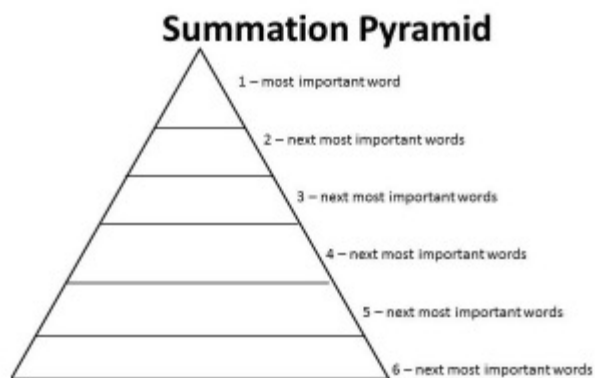 Summation Pyramid
1 – most important word
2 – next most important words
3 – next most important words
4 – next most important words
5 – next most important words
6 – next most important words